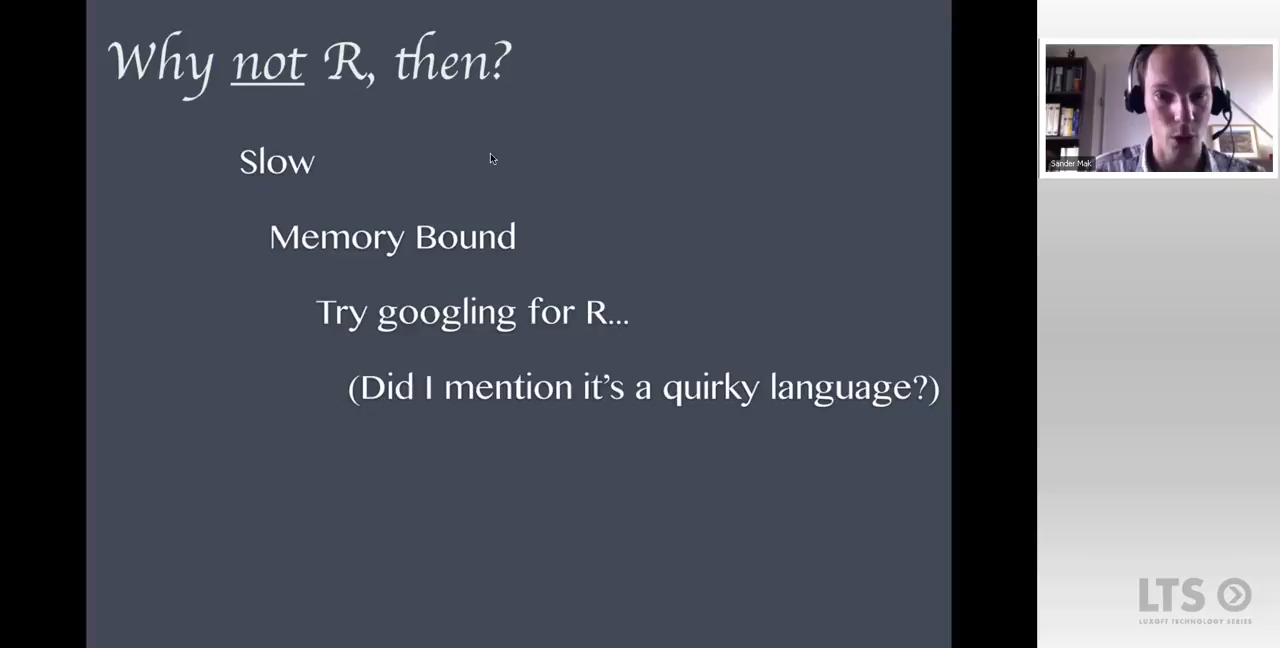 Why not R, then?
Slow
Memory Bound
Try googling for R...
(Did I mention it's a quirky language?)
Sander Mak
LTS
LUXOFT TECHNOLOGY SERIES